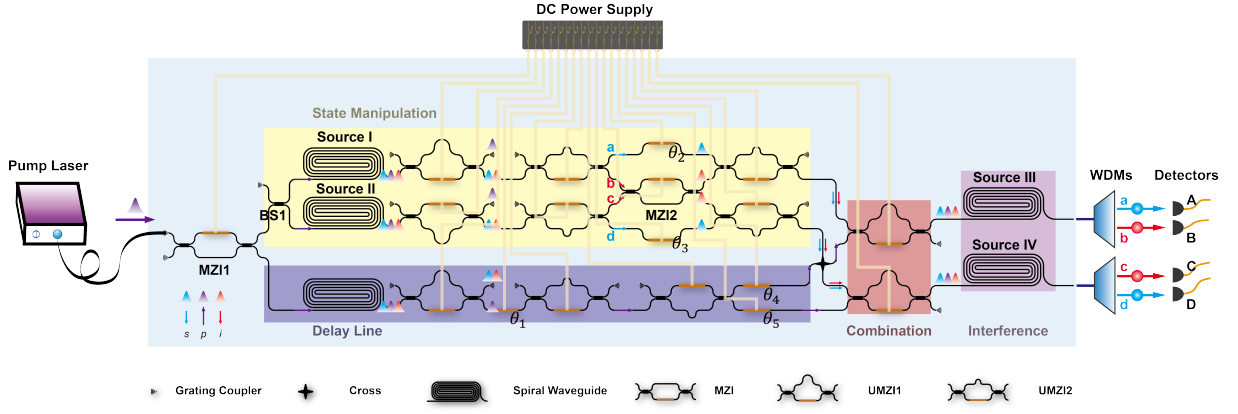 DC Power Supply
State Manipulation
Source I
Source II
Pump Laser
BS1
MZI1
a
b
c
d
θ2
MZI2
θ3
s
p
i
θ1
Delay Line
θ4
θ5
Combination
Source III
Source IV
Interference
WDMs
Detectors
a
b
c
d
A
B
C
D
Grating Coupler
Cross
Spiral Waveguide
MZI
UMZI1
UMZI2